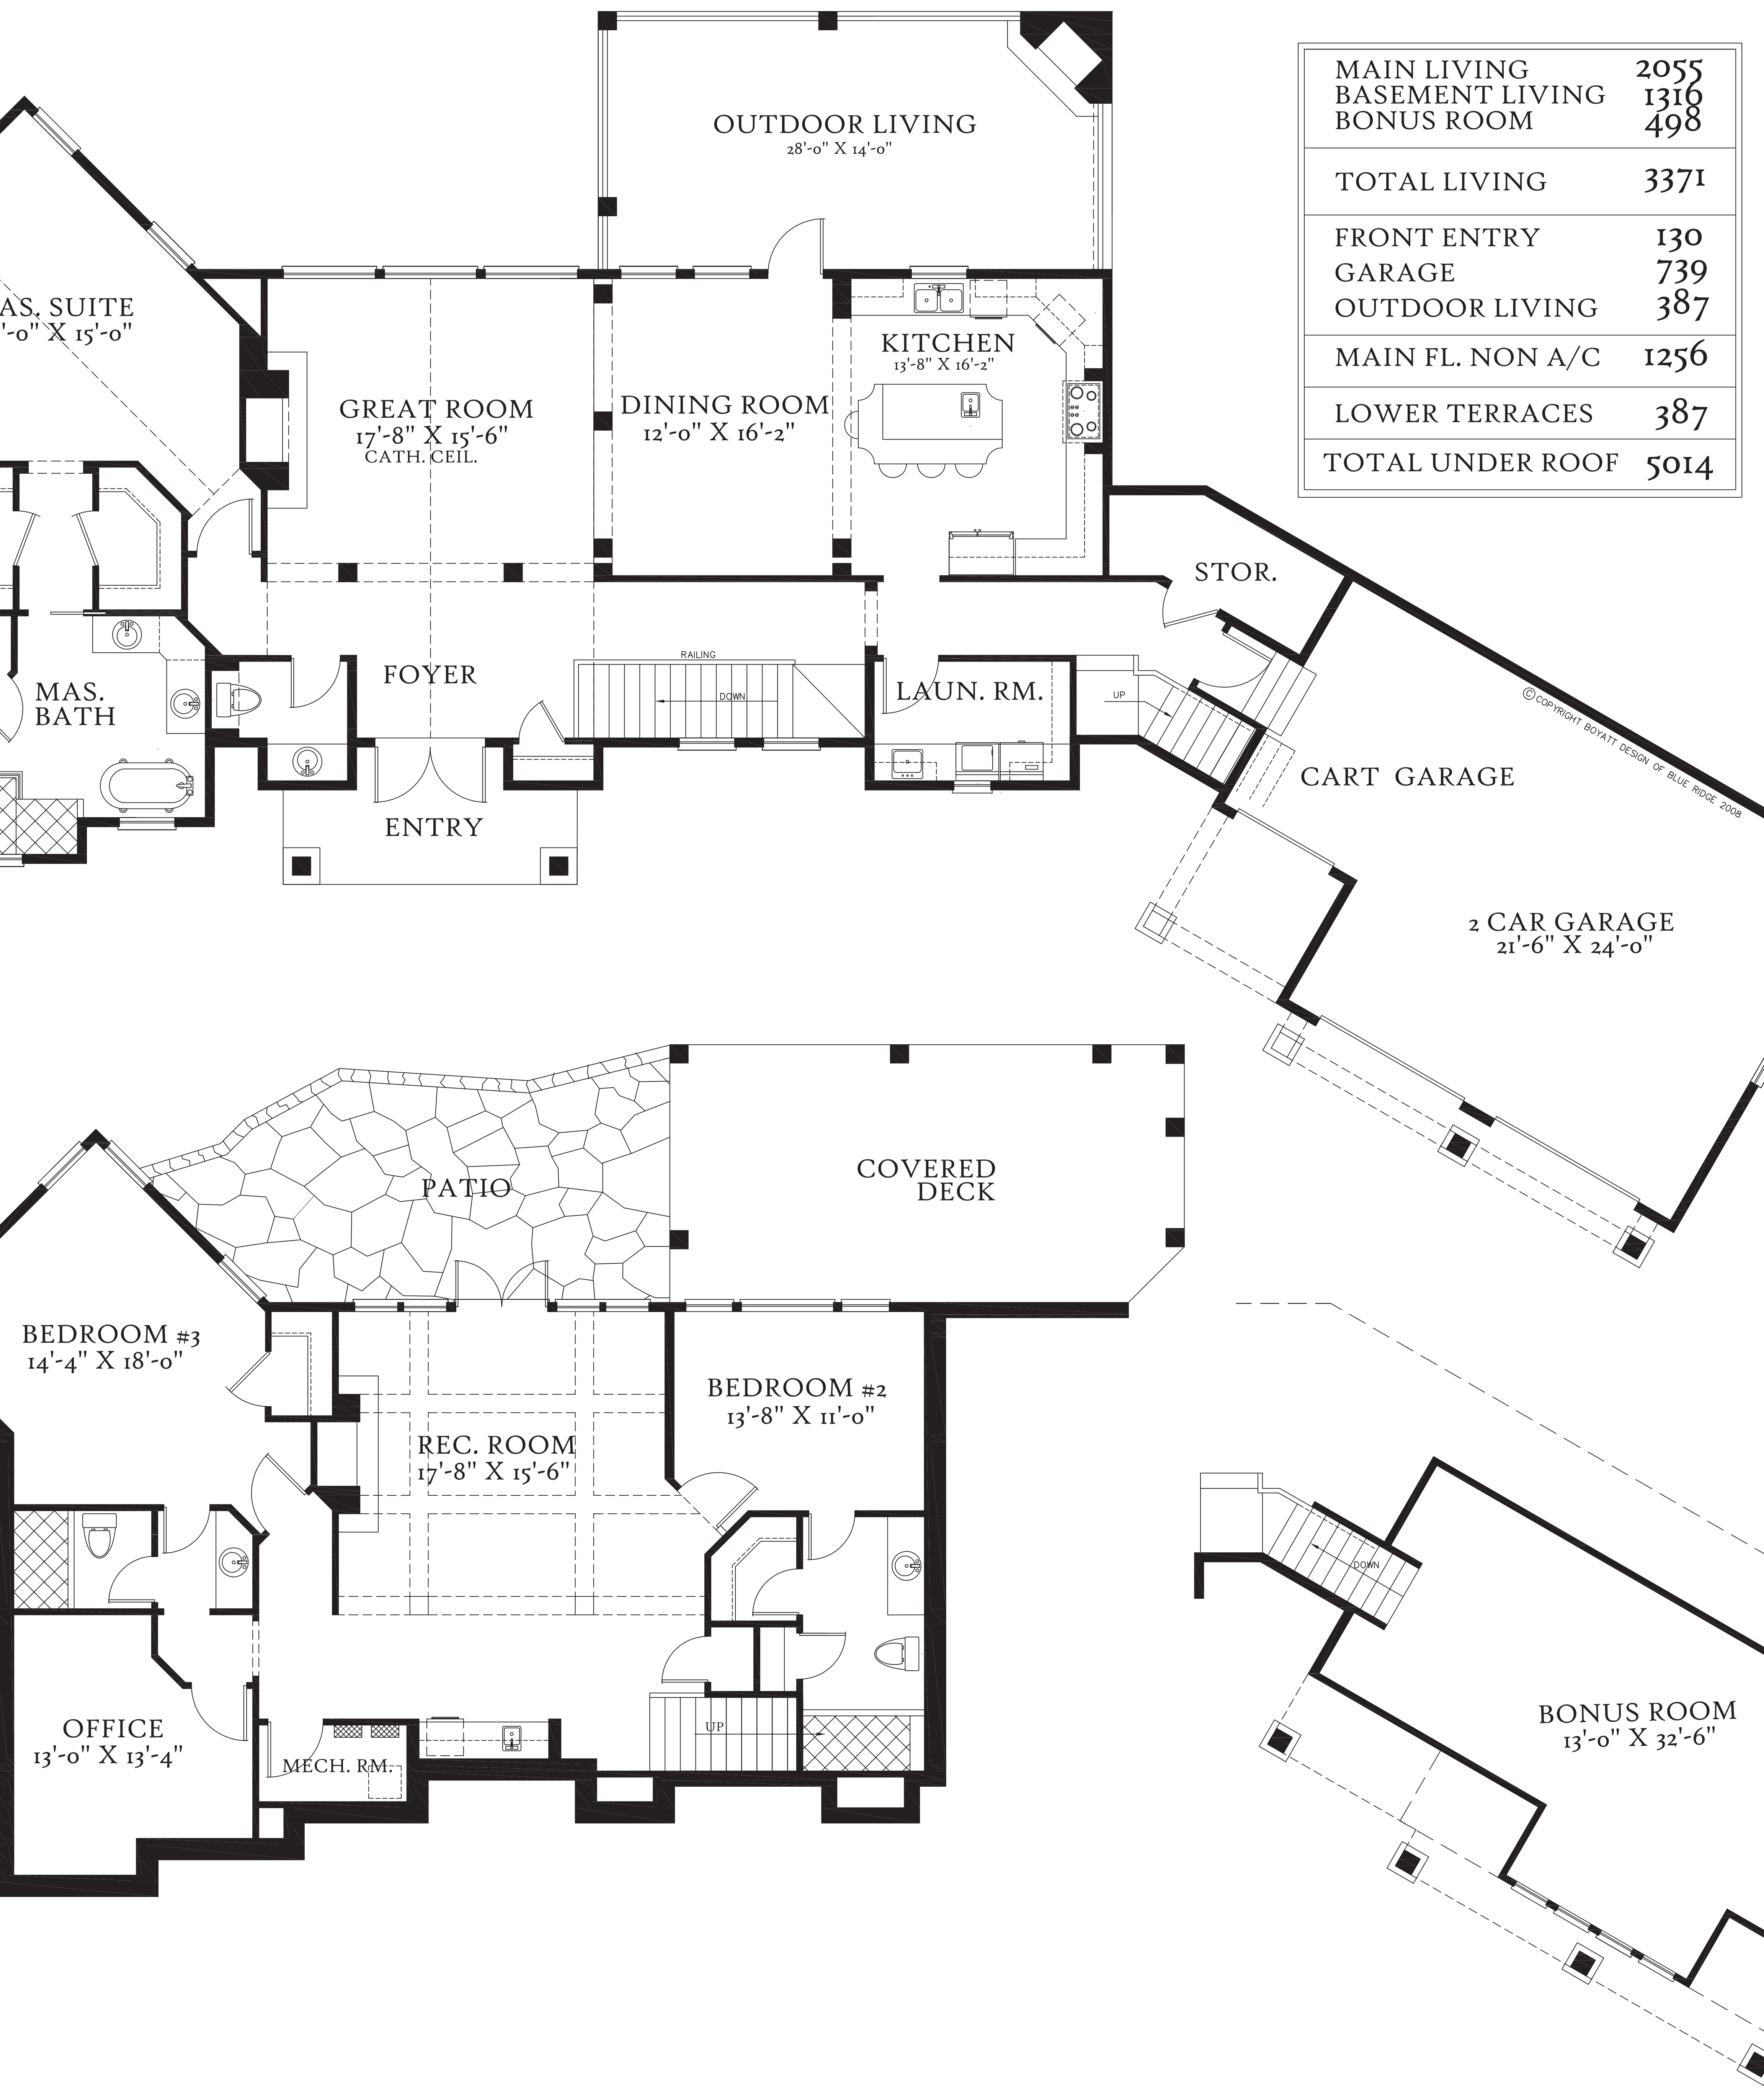 MAIN LIVING 2055
BASEMENT LIVING 1316
BONUS ROOM 498
TOTAL LIVING 3371
FRONT ENTRY 130
GARAGE 739
OUTDOOR LIVING 387
MAIN FL. NON A/C 1256
LOWER TERRACES 387
TOTAL UNDER ROOF 5014
OUTDOOR LIVING
28'-0" X 14'-0"
AS. SUITE
'-0" X 15'-0"
GREAT ROOM
17'-8" X 15'-6"
CATH. CEIL.
DINING ROOM
12'-0" X 16'-2"
KITCHEN
13'-8" X 16'-2"
STOR.
MAS.
BATH
FOYER
RAILING
DOWN
LAUN. RM.
UP
ENTRY
CART GARAGE
© COPYRIGHT BOYATT DESIGN OF BLUE RIDGE 2008
2 CAR GARAGE
21'-6" X 24'-0"
PATIO
COVERED
DECK
BEDROOM #3
14'-4" X 18'-0"
REC. ROOM
17'-8" X 15'-6"
BEDROOM #2
13'-8" X 11'-0"
OFFICE
13'-0" X 13'-4"
MECH. RM.
UP
DOWN
BONUS ROOM
13'-0" X 32'-6"